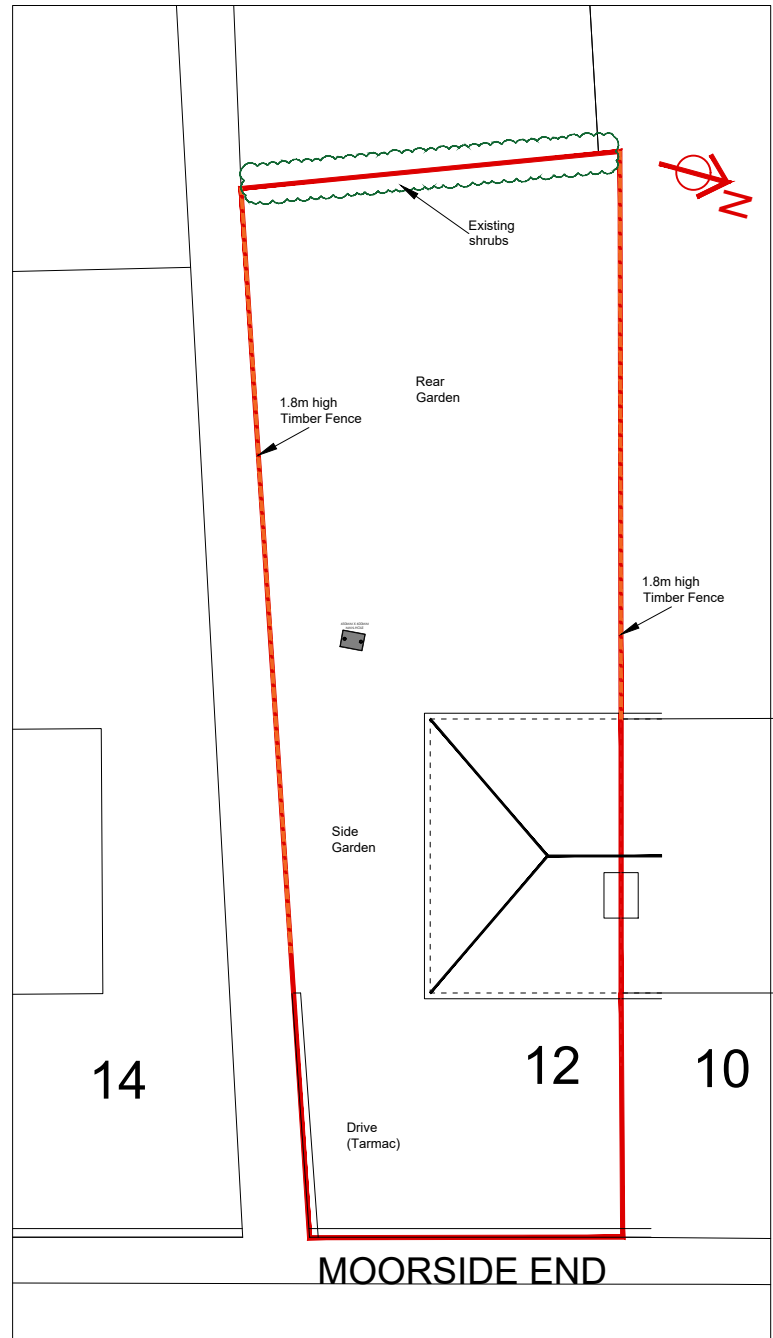 N
Existing
shrubs
Rear
Garden
1.8m high
Timber Fence
1.8m high
Timber Fence
Side
Garden
14
12
10
Drive
(Tarmac)
MOORSIDE END